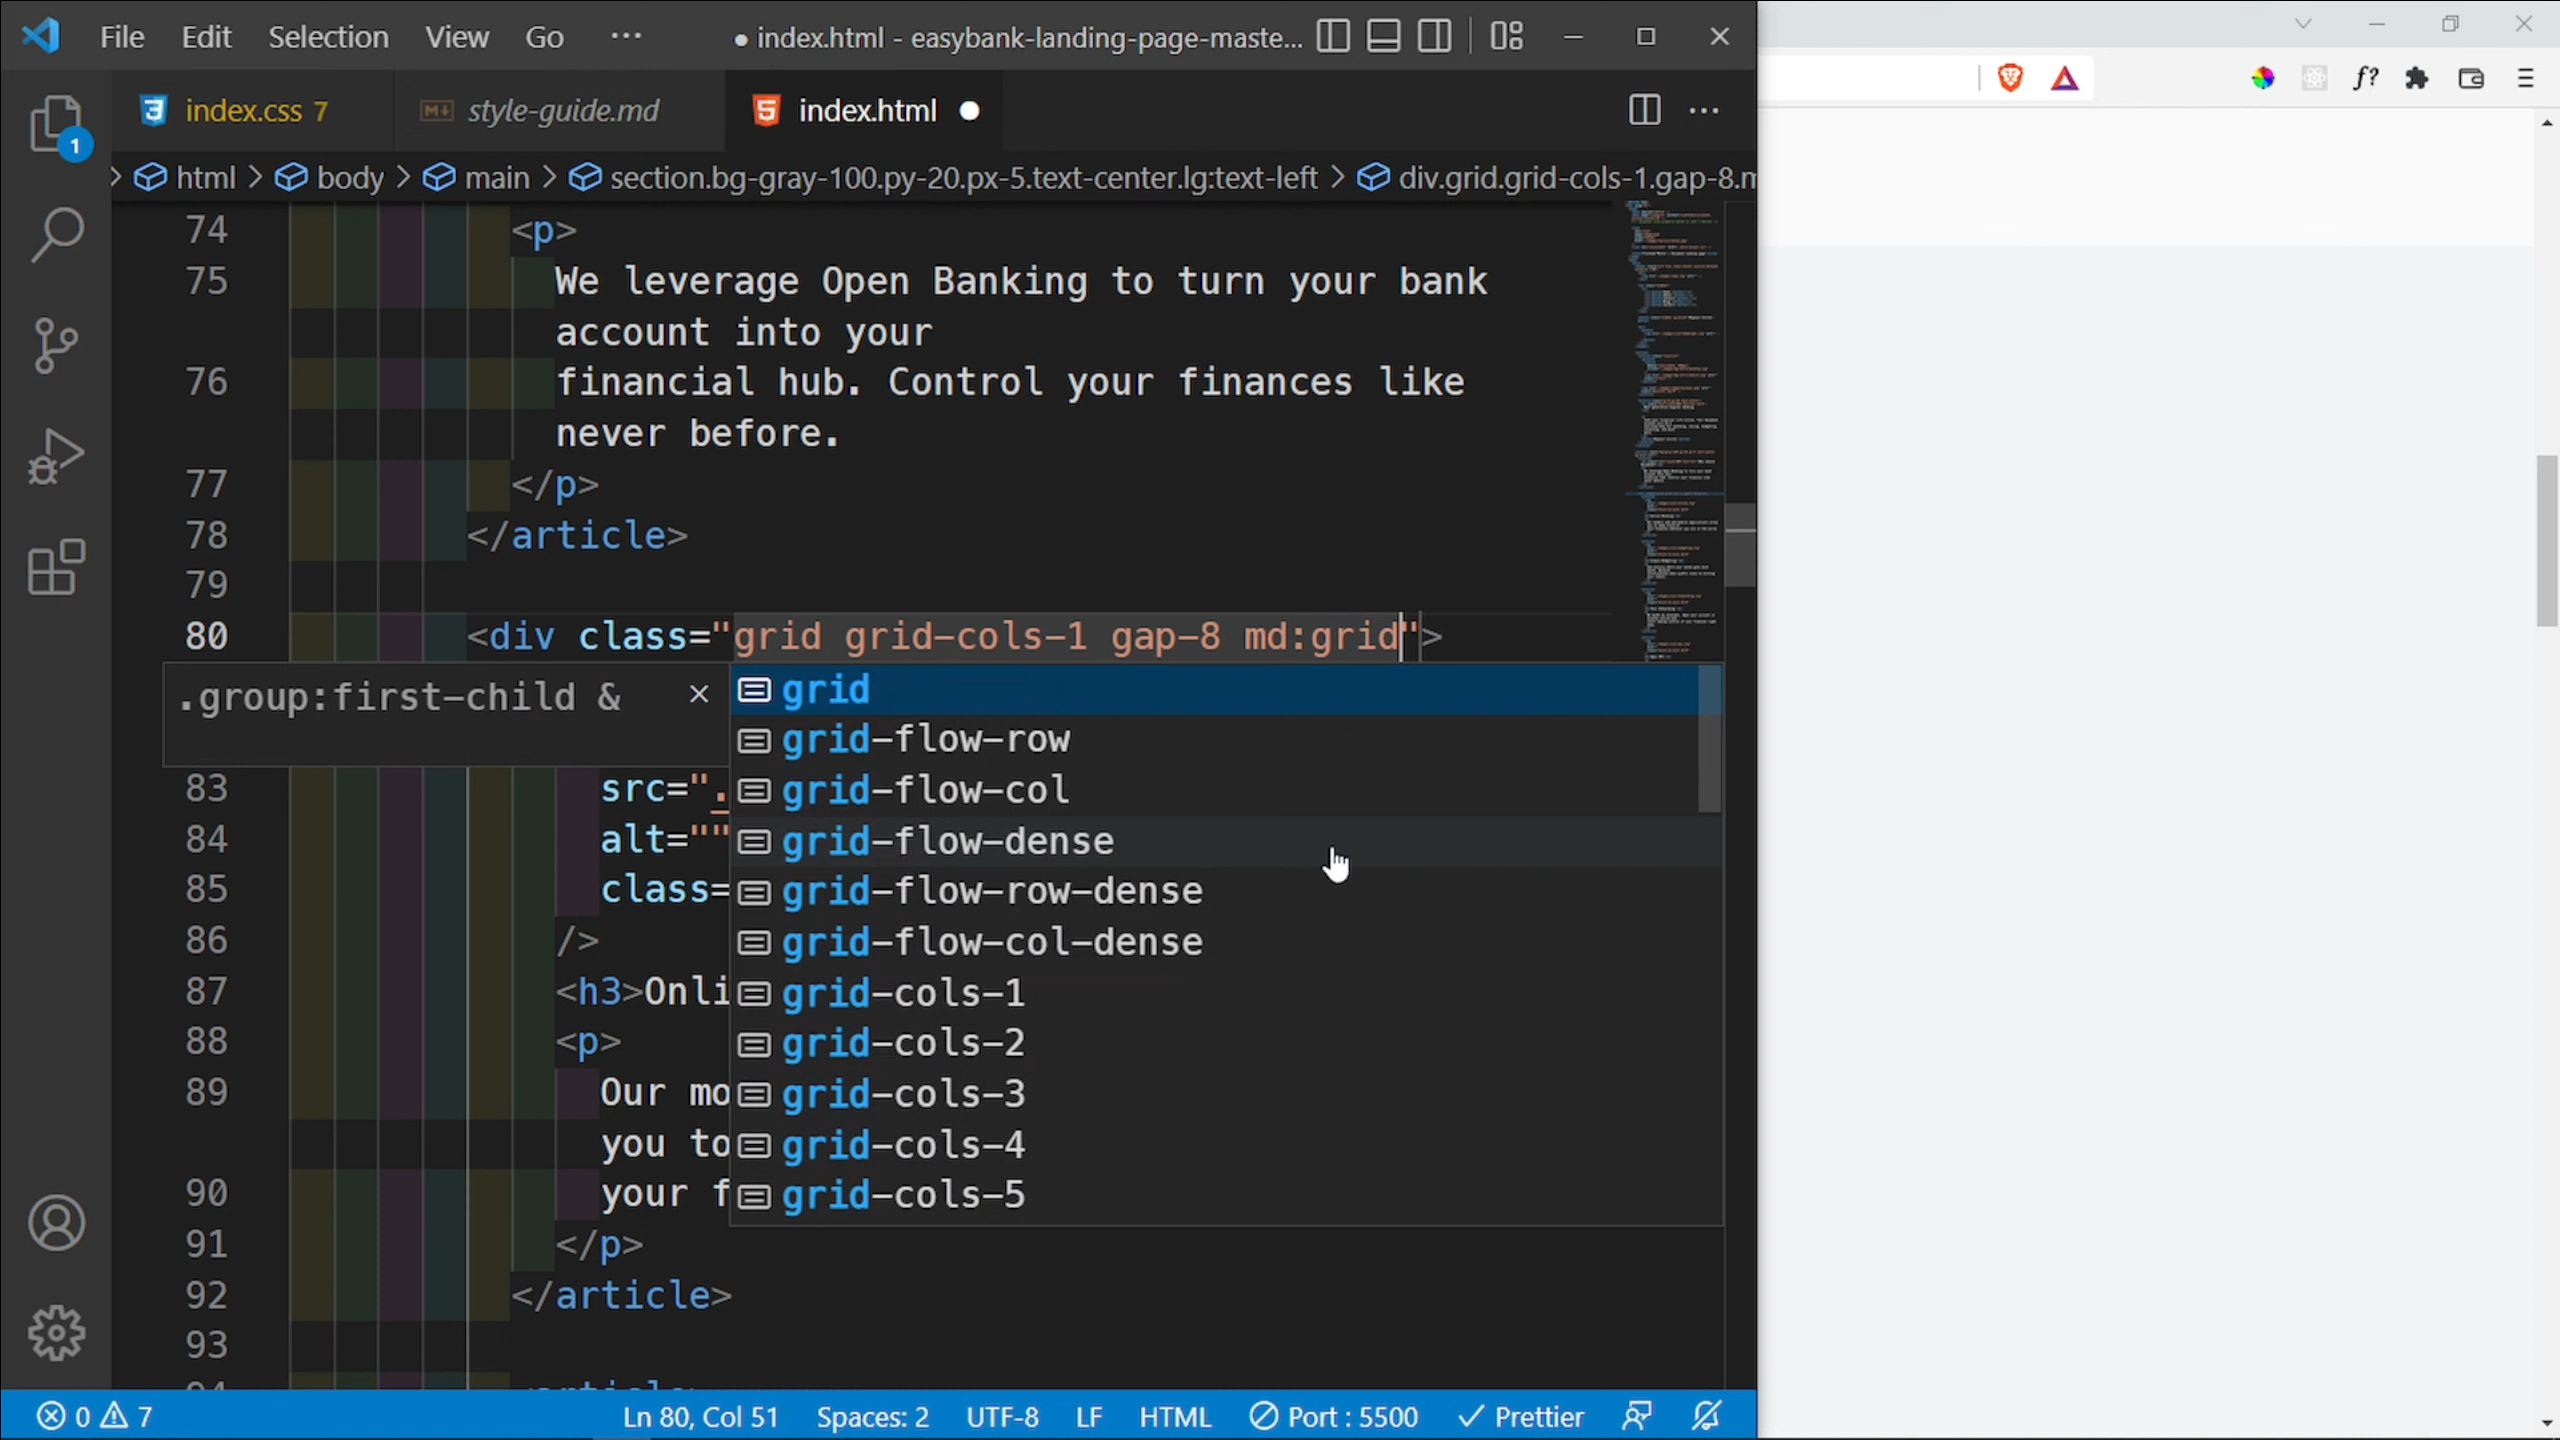 File Edit Selection View Go ··· ● index.html - easybank-landing-page-maste...
index.css 7 style-guide.md index.html ●
html > body > main > section.bg-gray-100.py-20.px-5.text-center.lg:text-left > div.grid.grid-cols-1.gap-8.m
1
74 <p>
75 We leverage Open Banking to turn your bank
account into your
76 financial hub. Control your finances like
never before.
77 </p>
78 </article>
79
80 <div class="grid grid-cols-1 gap-8 md:grid">
.group:first-child & ×
grid
grid-flow-row
83 src=". grid-flow-col
84 alt="" grid-flow-dense
85 class= grid-flow-row-dense
86 /> grid-flow-col-dense
87 <h3>Onli grid-cols-1
88 <p> grid-cols-2
89 Our mo grid-cols-3
you to grid-cols-4
90 your f grid-cols-5
91 </p>
92 </article>
93
0 7 Ln 80, Col 51 Spaces: 2 UTF-8 LF HTML Port : 5500 Prettier
f?